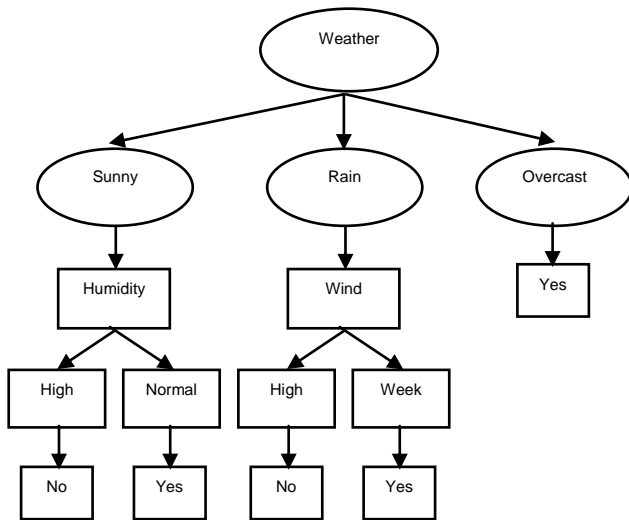 Weather
Sunny
Rain
Overcast
Humidity
Wind
Yes
High
Normal
High
Week
No
Yes
No
Yes